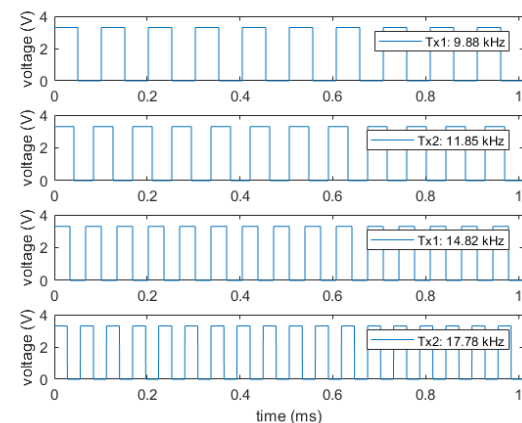 4
2
0
voltage (V)
Tx1: 9.88 kHz
0 0.2 0.4 0.6 0.8 1
4
2
0
voltage (V)
Tx2: 11.85 kHz
0 0.2 0.4 0.6 0.8 1
4
2
0
voltage (V)
Tx1: 14.82 kHz
0 0.2 0.4 0.6 0.8 1
4
2
0
voltage (V)
Tx2: 17.78 kHz
0 0.2 0.4 0.6 0.8 1
time (ms)